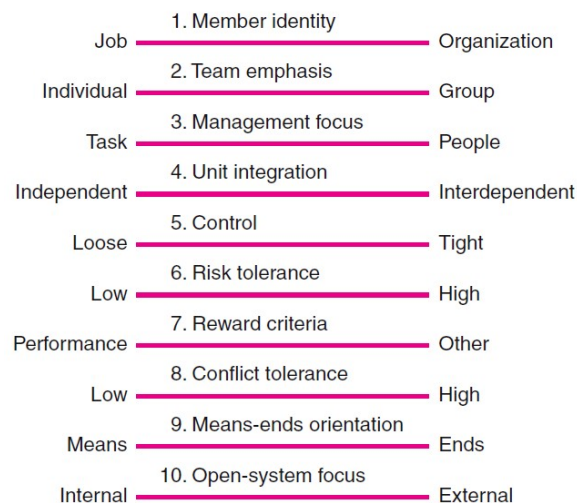 1. Member identity
Job Organization
2. Team emphasis
Individual Group
3. Management focus
Task People
4. Unit integration
Independent Interdependent
5. Control
Loose Tight
6. Risk tolerance
Low High
7. Reward criteria
Performance Other
8. Conflict tolerance
Low High
9. Means-ends orientation
Means Ends
10. Open-system focus
Internal External